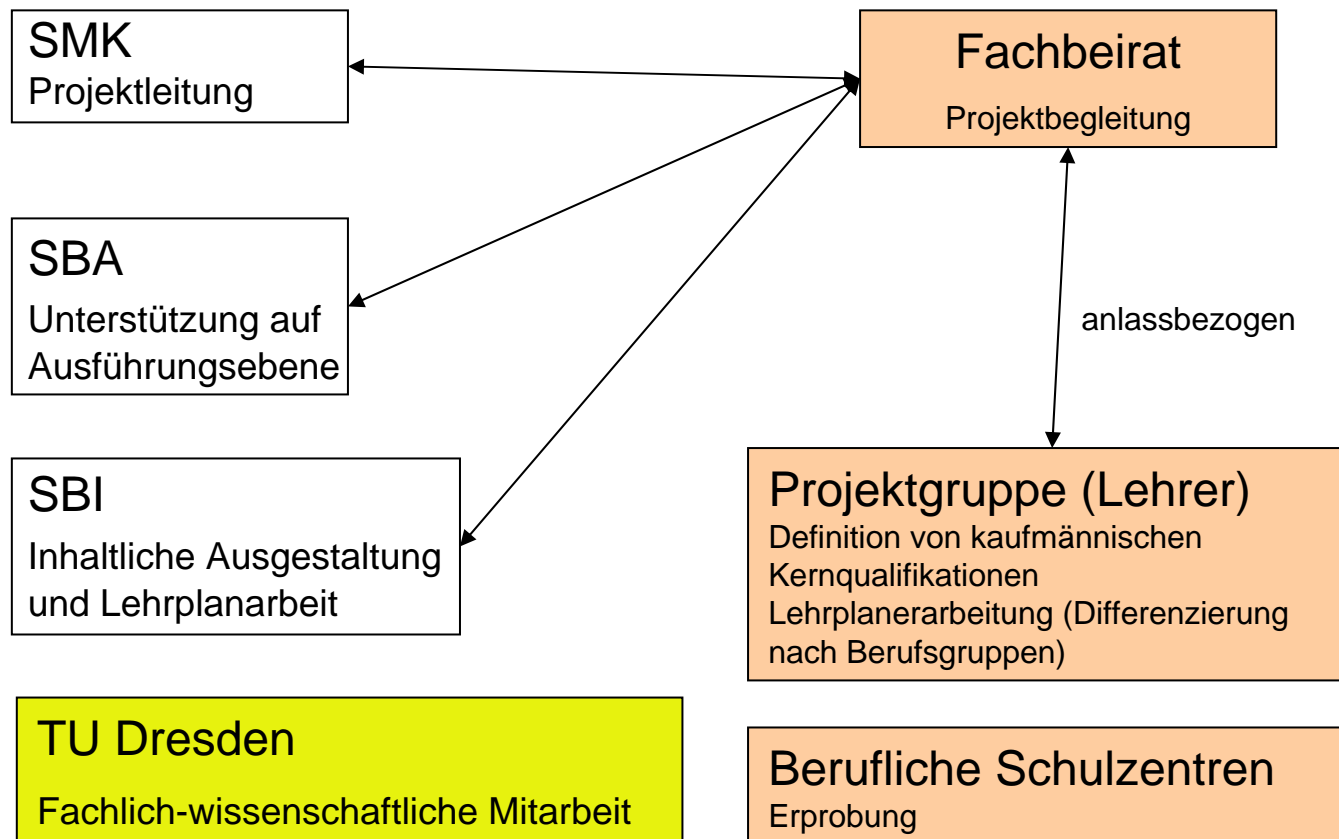 SMK
Projektleitung
Fachbeirat
Projektbegleitung
SBA
Unterstützung auf
Ausführungsebene
anlassbezogen
SBI
Inhaltliche Ausgestaltung
und Lehrplanarbeit
Projektgruppe (Lehrer)
Definition von kaufmännischen
Kernqualifikationen
Lehrplanerarbeitung (Differenzierung
nach Berufsgruppen)
TU Dresden
Fachlich-wissenschaftliche Mitarbeit
Berufliche Schulzentren
Erprobung